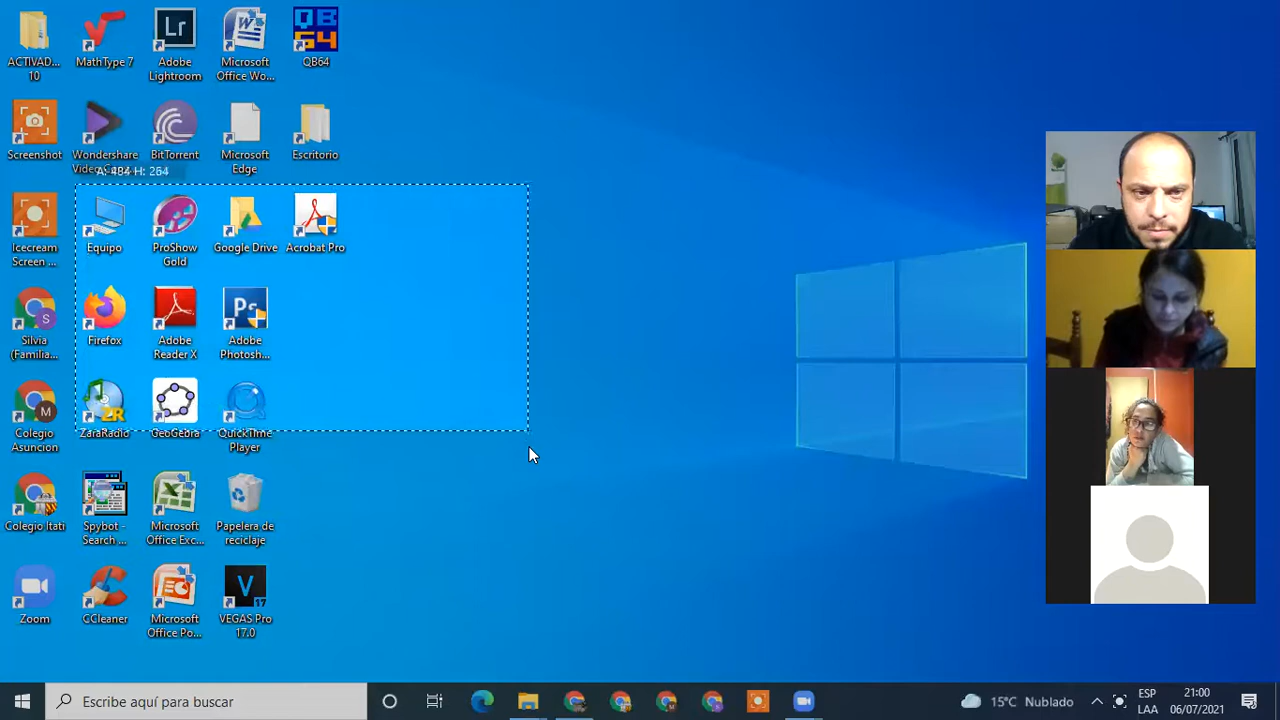 ACTIVAD...
10
MathType 7
Lr
Adobe
Lightroom
Microsoft
Office Wo...
QB
64
QB64
Screenshot
Wondershare
BitTorrent
Microsoft
Edge
Escritorio
A: 484 H: 264
Icecream
Screen ...
Equipo
ProShow
Gold
Google Drive
Acrobat Pro
S
Silvia
(Familia...
Firefox
Adobe
Reader X
Ps
Adobe
Photosh...
M
Colegio
Asuncion
ZR
ZaraRadio
GeoGebra
QuickTime
Player
Colegio Itati
Spybot -
Search ...
Microsoft
Office Exc...
Papelera de
reciclaje
Zoom
CCleaner
Microsoft
Office Po...
V
17
VEGAS Pro
17.0
Escribe aquí para buscar
15°C Nublado
ESP
LAA
21:00
06/07/2021